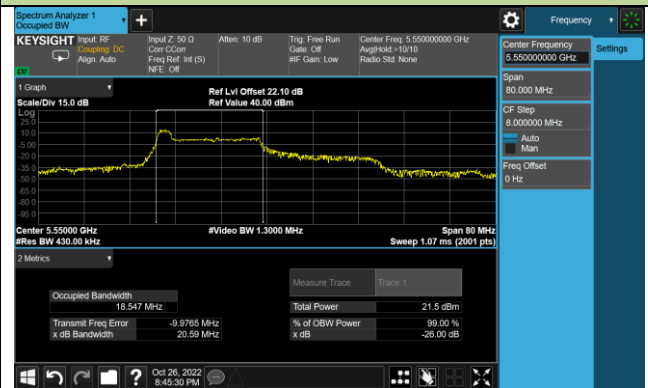 Spectrum Analyzer 1
Occupied BW
Frequency
KEYSIGHT
Input: RF
Coupling: DC
Align: Auto
Input Z: 50 Ω
Corr CCorr
Freq Ref: Int (S)
NFE: Off
Atten: 10 dB
Trig: Free Run
Gate: Off
#IF Gain: Low
Center Freq: 5.550000000 GHz
Avg|Hold:>10/10
Radio Std: None
1 Graph
Scale/Div 15.0 dB
Ref Lvl Offset 22.10 dB
Ref Value 40.00 dBm
Log
25.0
10.0
-5.00
-20.0
-35.0
-50.0
-65.0
-80.0
-95.0
Center 5.55000 GHz
#Res BW 430.00 kHz
#Video BW 1.3000 MHz
Span 80 MHz
Sweep 1.07 ms (2001 pts)
2 Metrics
Measure Trace
Trace 1
Occupied Bandwidth
18.547 MHz
Total Power
21.5 dBm
Transmit Freq Error
-9.9765 MHz
% of OBW Power
99.00 %
x dB Bandwidth
20.59 MHz
x dB
-26.00 dB
Center Frequency
5.550000000 GHz
Settings
Span
80.000 MHz
CF Step
8.000000 MHz
Auto
Man
Freq Offset
0 Hz
?
Oct 26, 2022
8:45:30 PM